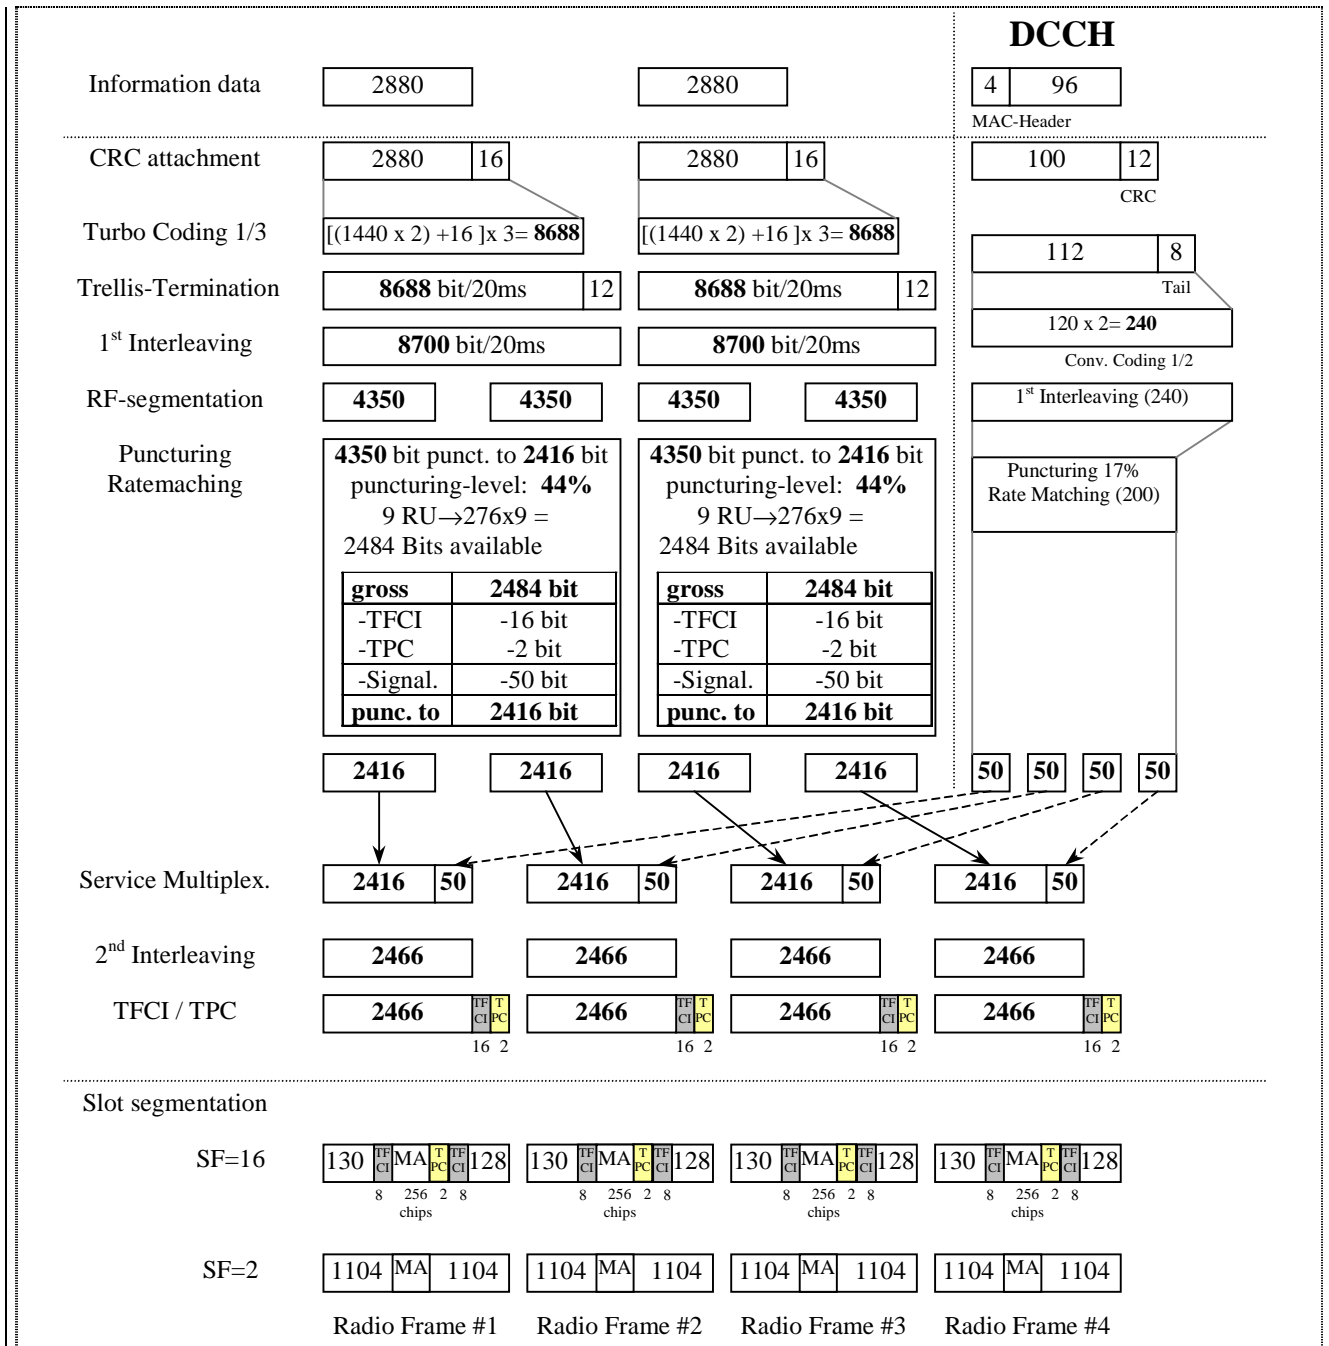 DCCH
Information data 2880 2880 4 96
MAC-Header
CRC attachment 2880 16 2880 16 100 12
CRC
Turbo Coding 1/3 [(1440 x 2) +16 ]x 3= 8688 [(1440 x 2) +16 ]x 3= 8688
112 8
Tail
Trellis-Termination 8688 bit/20ms 12 8688 bit/20ms 12
120 x 2= 240
Conv. Coding 1/2
1st Interleaving 8700 bit/20ms 8700 bit/20ms
RF-segmentation 4350 4350 4350 4350 1st Interleaving (240)
Puncturing 4350 bit punct. to 2416 bit 4350 bit punct. to 2416 bit
Ratemaching puncturing-level: 44% puncturing-level: 44%
Puncturing 17%
Rate Matching (200)
9 RU→276x9 = 9 RU→276x9 =
2484 Bits available 2484 Bits available
gross 2484 bit gross 2484 bit
-TFCI -16 bit -TFCI -16 bit
-TPC -2 bit -TPC -2 bit
-Signal. -50 bit -Signal. -50 bit
punc. to 2416 bit punc. to 2416 bit
2416 2416 2416 2416 50 50 50 50
Service Multiplex. 2416 50 2416 50 2416 50 2416 50
2nd Interleaving 2466 2466 2466 2466
TFCI / TPC 2466 TFCI TPC 2466 TFCI TPC 2466 TFCI TPC 2466 TFCI TPC
16 2 16 2 16 2 16 2
Slot segmentation
SF=16 130 TFCI MA TPC TFCI 128 130 TFCI MA TPC TFCI 128 130 TFCI MA TPC TFCI 128 130 TFCI MA TPC TFCI 128
8 256 2 8 8 256 2 8 8 256 2 8 8 256 2 8
chips chips chips chips
SF=2 1104 MA 1104 1104 MA 1104 1104 MA 1104 1104 MA 1104
Radio Frame #1 Radio Frame #2 Radio Frame #3 Radio Frame #4